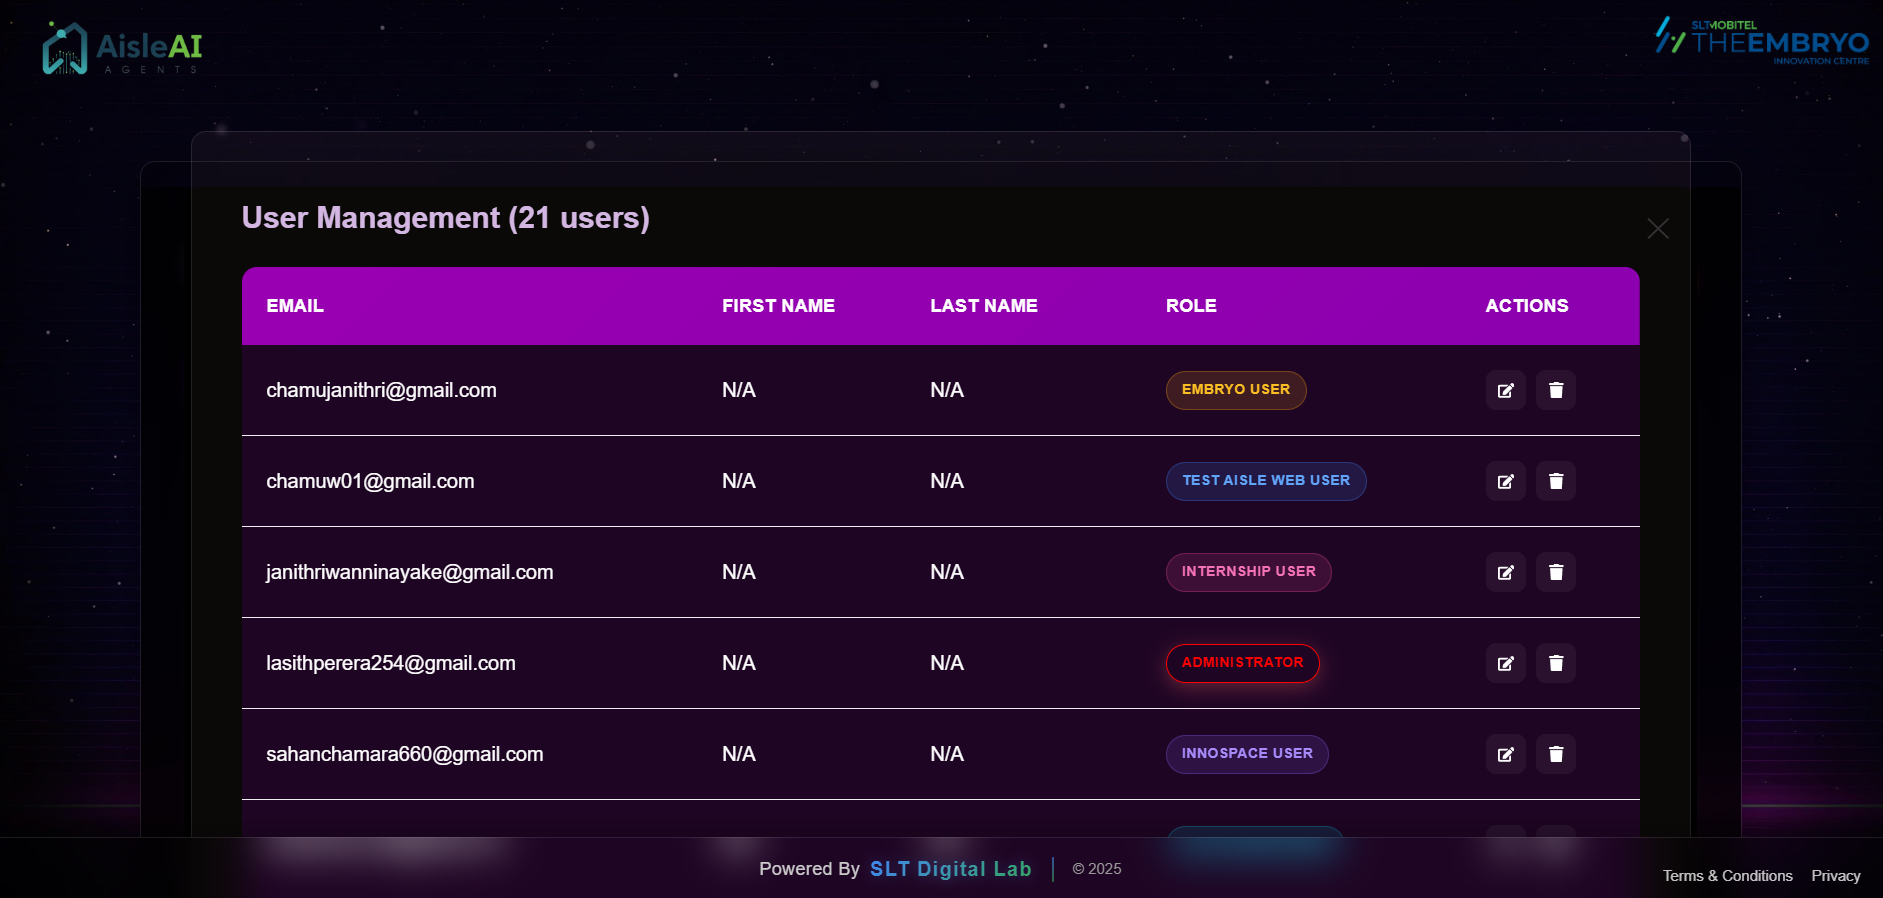 AisleAI
AGENTS
SLTMOBITEL
THEEMBRYO
INNOVATION CENTRE
User Management (21 users)
EMAIL FIRST NAME LAST NAME ROLE ACTIONS
chamujanithri@gmail.com N/A N/A EMBRYO USER
chamuw01@gmail.com N/A N/A TEST AISLE WEB USER
janithriwanninayake@gmail.com N/A N/A INTERNSHIP USER
lasithperera254@gmail.com N/A N/A ADMINISTRATOR
sahanchamara660@gmail.com N/A N/A INNOSPACE USER
Powered By SLT Digital Lab © 2025
Terms & Conditions Privacy